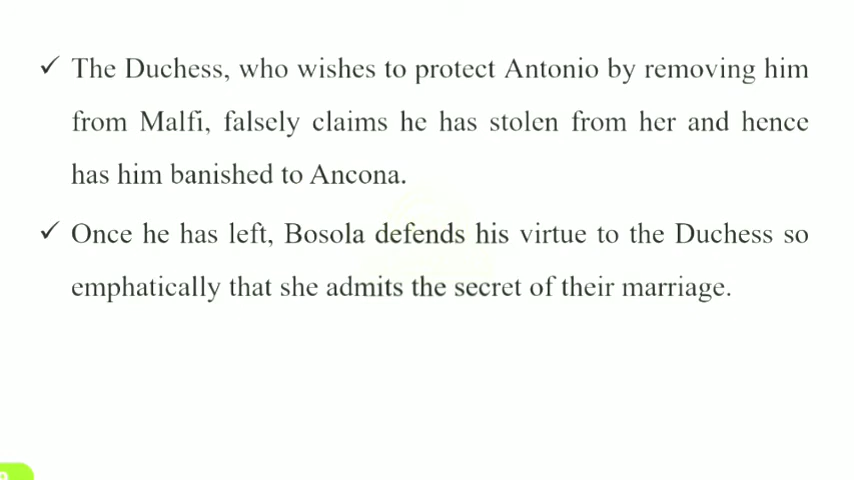 ✓ The Duchess, who wishes to protect Antonio by removing him
from Malfi, falsely claims he has stolen from her and hence
has him banished to Ancona.
✓ Once he has left, Bosola defends his virtue to the Duchess so
emphatically that she admits the secret of their marriage.